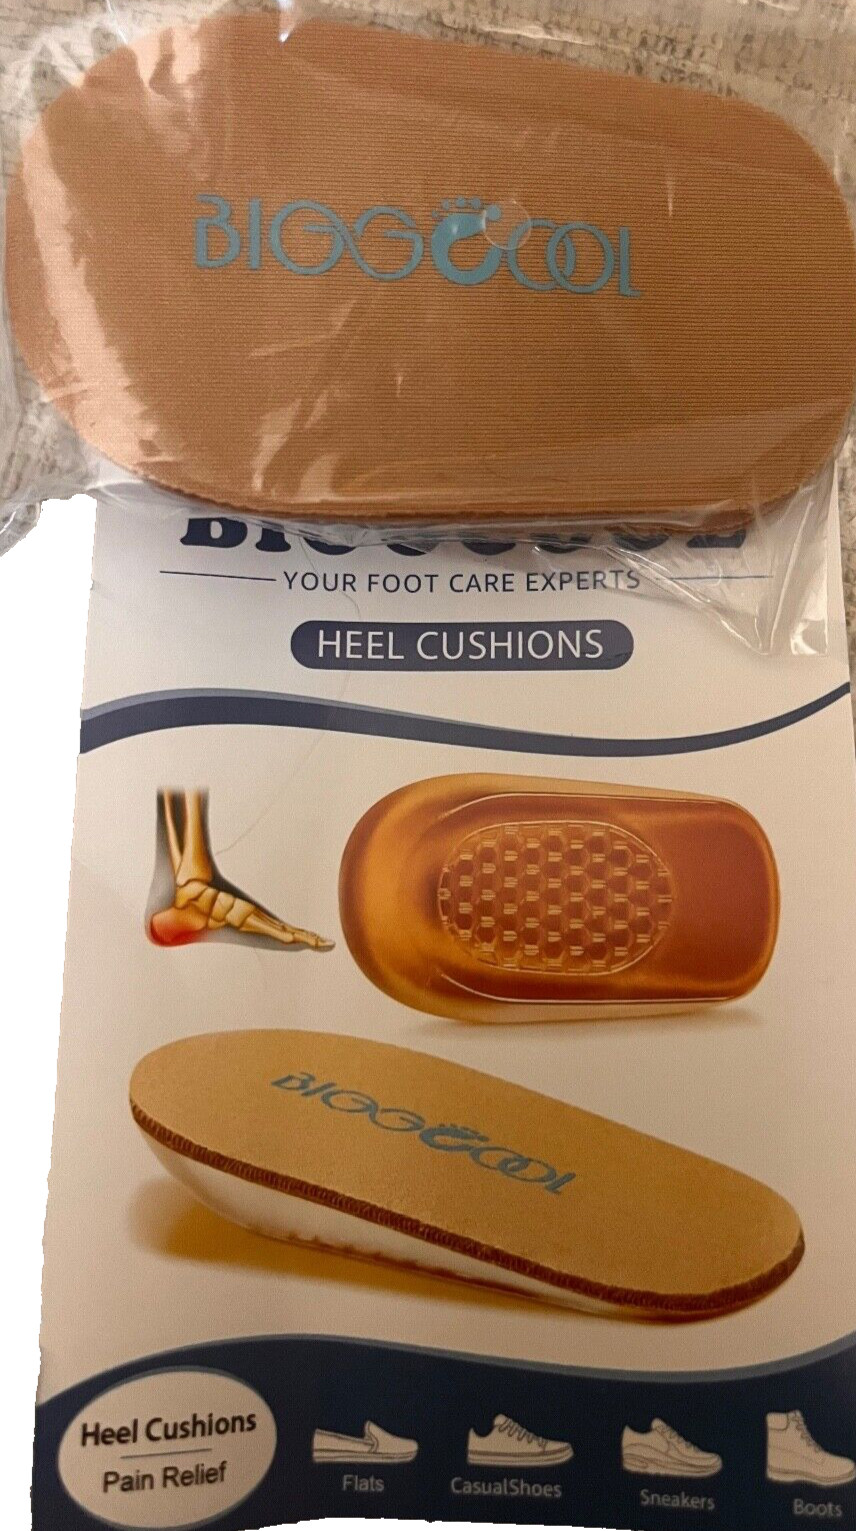 BIGGCOOL
YOUR FOOT CARE EXPERTS
HEEL CUSHIONS
BIGGCOOL
Heel Cushions
Pain Relief
Flats
CasualShoes
Sneakers
Boots